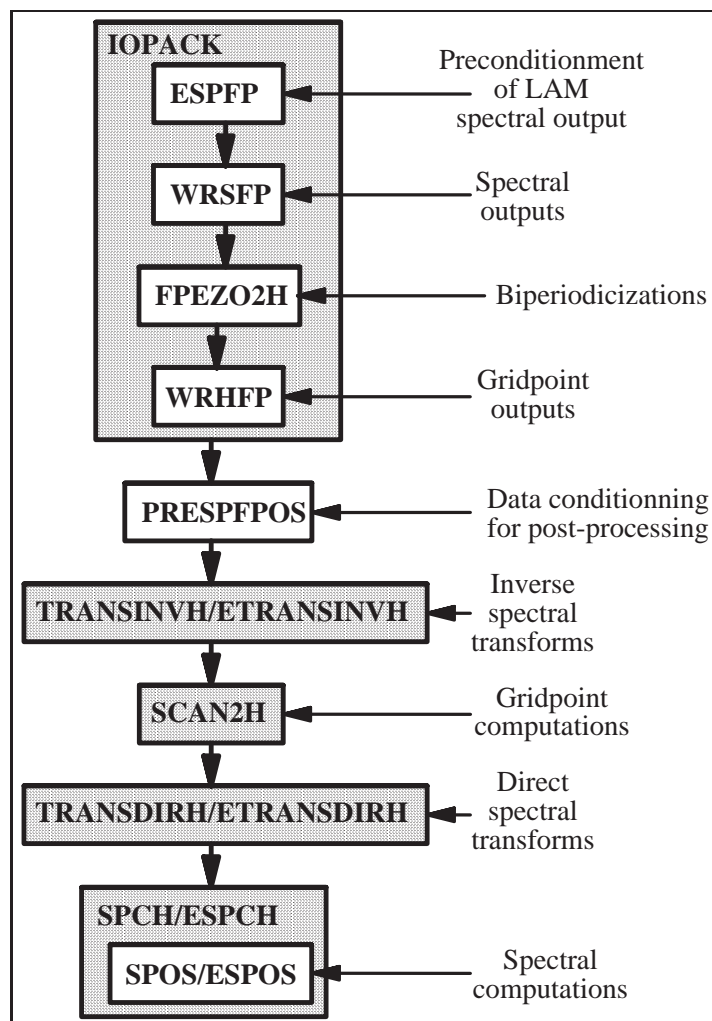 IOPACK
ESPFP
Preconditionment
of LAM
spectral output
WRSFP
Spectral
outputs
FPEZO2H
Biperiodicizations
WRHFP
Gridpoint
outputs
PRESPFPOS
Data conditionning
for post-processing
TRANSINVH/ETRANSINVH
Inverse
spectral
transforms
SCAN2H
Gridpoint
computations
TRANSDIRH/ETRANSDIRH
Direct
spectral
transforms
SPCH/ESPCH
SPOS/ESPOS
Spectral
computations